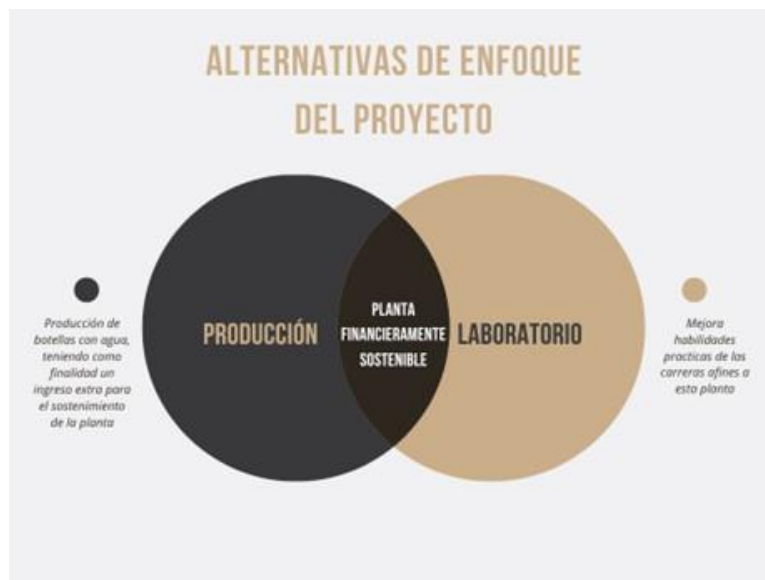 ALTERNATIVAS DE ENFOQUE
DEL PROYECTO
Producción de
botellas con agua,
teniendo como
finalidad un
ingreso extra para
el sostenimiento
de la planta
PRODUCCIÓN
PLANTA
FINANCIERAMENTE
SOSTENIBLE
LABORATORIO
Mejora
habilidades
practicas de las
carreras afines a
esta planta